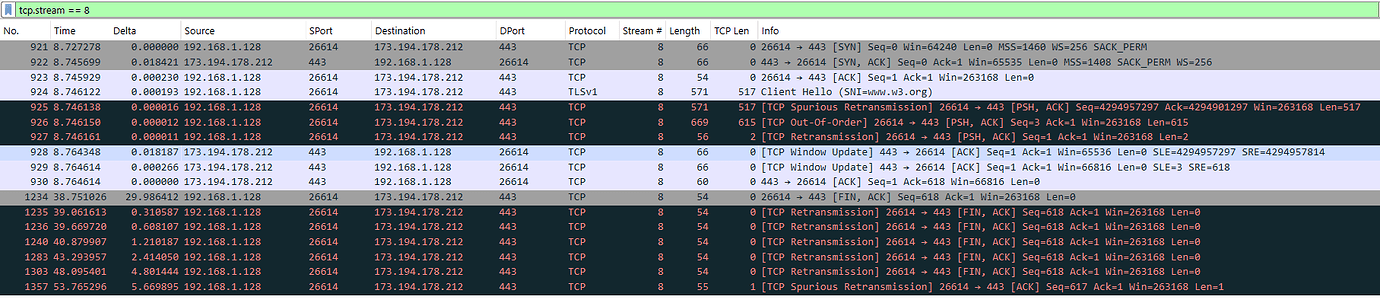 tcp.stream == 8
No. Time Delta Source SPort Destination DPort Protocol Stream # Length TCP Len Info
921 8.727278 0.000000 192.168.1.128 26614 173.194.178.212 443 TCP 8 66 0 26614 → 443 [SYN] Seq=0 Win=64240 Len=0 MSS=1460 WS=256 SACK_PERM
922 8.745699 0.018421 173.194.178.212 443 192.168.1.128 26614 TCP 8 66 0 443 → 26614 [SYN, ACK] Seq=0 Ack=1 Win=65535 Len=0 MSS=1408 SACK_PERM WS=256
923 8.745929 0.000230 192.168.1.128 26614 173.194.178.212 443 TCP 8 54 0 26614 → 443 [ACK] Seq=1 Ack=1 Win=263168 Len=0
924 8.746122 0.000193 192.168.1.128 26614 173.194.178.212 443 TLSv1 8 571 517 Client Hello (SNI=www.w3.org)
925 8.746138 0.000016 192.168.1.128 26614 173.194.178.212 443 TCP 8 571 517 [TCP Spurious Retransmission] 26614 → 443 [PSH, ACK] Seq=4294957297 Ack=4294901297 Win=263168 Len=517
926 8.746150 0.000012 192.168.1.128 26614 173.194.178.212 443 TCP 8 669 615 [TCP Out-Of-Order] 26614 → 443 [PSH, ACK] Seq=3 Ack=1 Win=263168 Len=615
927 8.746161 0.000011 192.168.1.128 26614 173.194.178.212 443 TCP 8 56 2 [TCP Retransmission] 26614 → 443 [PSH, ACK] Seq=1 Ack=1 Win=263168 Len=2
928 8.764348 0.018187 173.194.178.212 443 192.168.1.128 26614 TCP 8 66 0 [TCP Window Update] 443 → 26614 [ACK] Seq=1 Ack=1 Win=65536 Len=0 SLE=4294957297 SRE=4294957814
929 8.764614 0.000266 173.194.178.212 443 192.168.1.128 26614 TCP 8 66 0 [TCP Window Update] 443 → 26614 [ACK] Seq=1 Ack=1 Win=66816 Len=0 SLE=3 SRE=618
930 8.764614 0.000000 173.194.178.212 443 192.168.1.128 26614 TCP 8 60 0 443 → 26614 [ACK] Seq=1 Ack=618 Win=66816 Len=0
1234 38.751026 29.986412 192.168.1.128 26614 173.194.178.212 443 TCP 8 54 0 26614 → 443 [FIN, ACK] Seq=618 Ack=1 Win=263168 Len=0
1235 39.061613 0.310587 192.168.1.128 26614 173.194.178.212 443 TCP 8 54 0 [TCP Retransmission] 26614 → 443 [FIN, ACK] Seq=618 Ack=1 Win=263168 Len=0
1236 39.669720 0.608107 192.168.1.128 26614 173.194.178.212 443 TCP 8 54 0 [TCP Retransmission] 26614 → 443 [FIN, ACK] Seq=618 Ack=1 Win=263168 Len=0
1240 40.879907 1.210187 192.168.1.128 26614 173.194.178.212 443 TCP 8 54 0 [TCP Retransmission] 26614 → 443 [FIN, ACK] Seq=618 Ack=1 Win=263168 Len=0
1283 43.293957 2.414050 192.168.1.128 26614 173.194.178.212 443 TCP 8 54 0 [TCP Retransmission] 26614 → 443 [FIN, ACK] Seq=618 Ack=1 Win=263168 Len=0
1303 48.095401 4.801444 192.168.1.128 26614 173.194.178.212 443 TCP 8 54 0 [TCP Retransmission] 26614 → 443 [FIN, ACK] Seq=618 Ack=1 Win=263168 Len=0
1357 53.765296 5.669895 192.168.1.128 26614 173.194.178.212 443 TCP 8 55 1 [TCP Spurious Retransmission] 26614 → 443 [ACK] Seq=617 Ack=1 Win=263168 Len=1